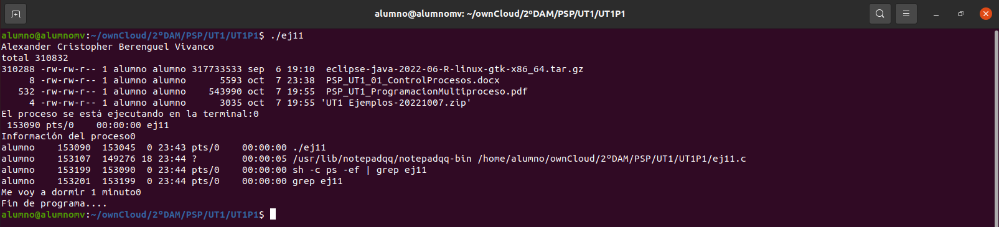 alumno@alumnomv: ~/ownCloud/2ºDAM/PSP/UT1/UT1P1
alumno@alumnomv:~/ownCloud/2ºDAM/PSP/UT1/UT1P1$ ./ej11
Alexander Cristopher Berenguel Vivanco
total 310832
310288 -rw-rw-r-- 1 alumno alumno 317733533 sep  6 19:10  eclipse-java-2022-06-R-linux-gtk-x86_64.tar.gz
     8 -rw-rw-r-- 1 alumno alumno      5593 oct  7 23:38  PSP_UT1_01_ControlProcesos.docx
   532 -rw-rw-r-- 1 alumno alumno    543990 oct  7 19:55  PSP_UT1_ProgramacionMultiproceso.pdf
     4 -rw-rw-r-- 1 alumno alumno      3035 oct  7 19:55 'UT1 Ejemplos-20221007.zip'
El proceso se está ejecutando en la terminal:0
 153090 pts/0    00:00:00 ej11
Información del proceso0
alumno    153090  153045  0 23:43 pts/0    00:00:00 ./ej11
alumno    153107  149276 18 23:44 ?        00:00:05 /usr/lib/notepadqq/notepadqq-bin /home/alumno/ownCloud/2ºDAM/PSP/UT1/UT1P1/ej11.c
alumno    153199  153090  0 23:44 pts/0    00:00:00 sh -c ps -ef | grep ej11
alumno    153201  153199  0 23:44 pts/0    00:00:00 grep ej11
Me voy a dormir 1 minuto0
Fin de programa....
alumno@alumnomv:~/ownCloud/2ºDAM/PSP/UT1/UT1P1$